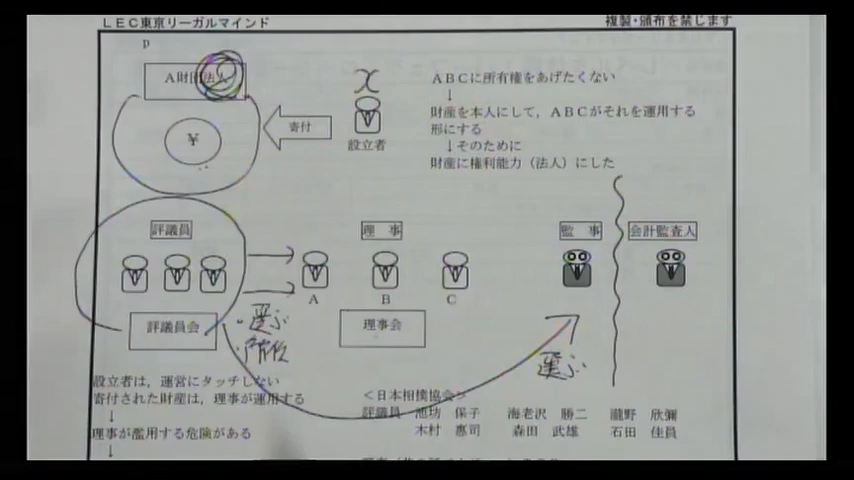 LEC東京リーガルマインド 複製・頒布を禁じます
p
A財団法人
x
ABCに所有権をあげたくない
↓
¥
寄付
財産を本人にして，ABCがそれを運用する
形にする
設立者
↓そのために
財産に権利能力（法人）にした
評議員 理事 監事 会計監査人
A B C
評議員会 ・選ぶ 理事会
・解任 選ぶ
設立者は，運営にタッチしない
寄付された財産は，理事が運用する
↓
理事が濫用する危険がある
↓
＜日本相撲協会＞
評議員 池坊 保子 海老沢 勝二 瀧野 欣彌
木村 惠司 森田 武雄 石田 佳員